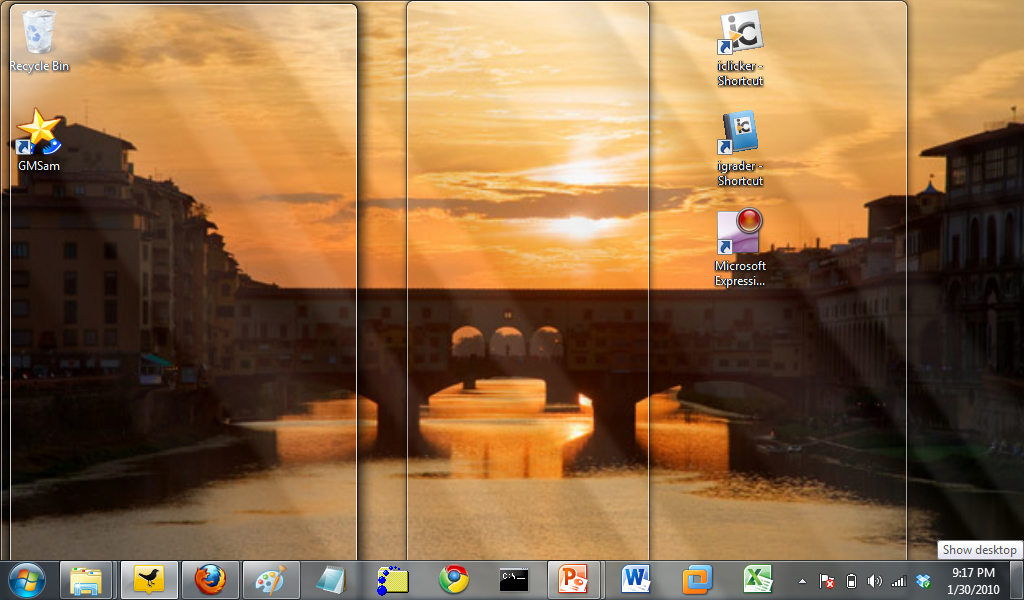 Recycle Bin
GMSam
iclicker -
Shortcut
igrader -
Shortcut
Microsoft
Expressi...
Show desktop
C:\>_
9:17 PM
1/30/2010